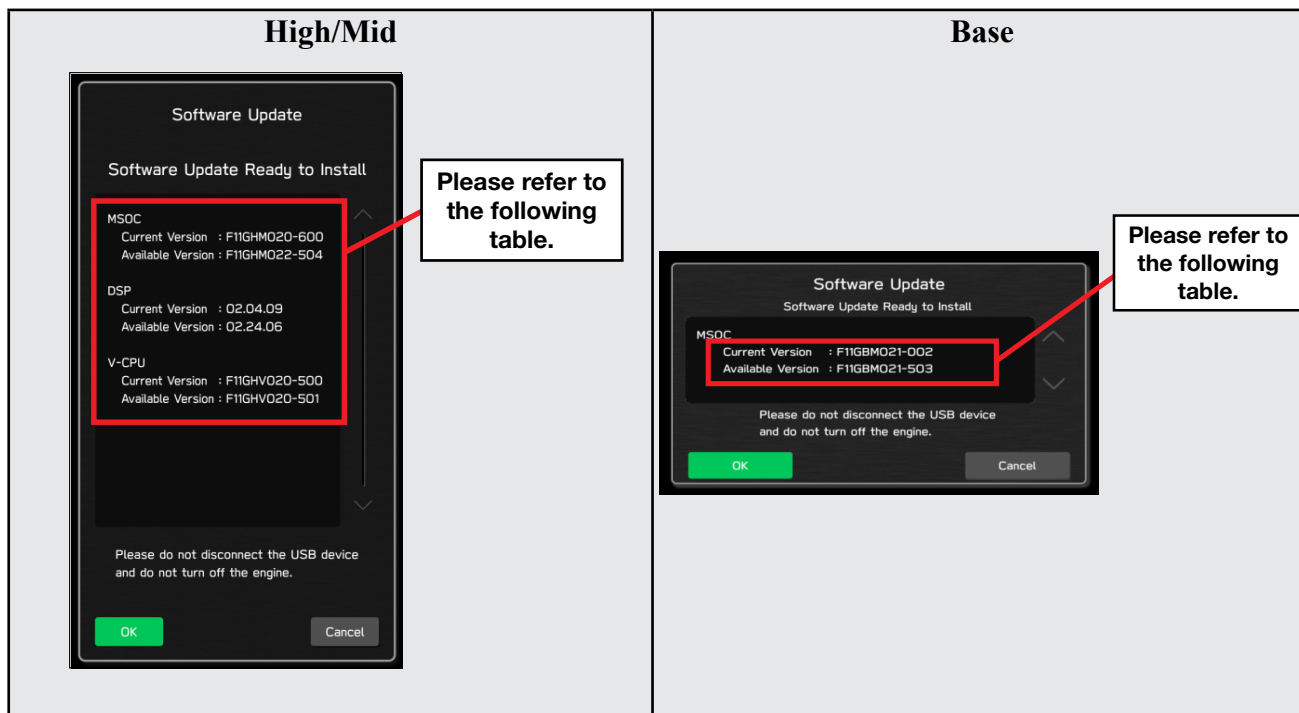 High/Mid
Software Update
Software Update Ready to Install
MSOC
Current Version : F11GHM020-600
Available Version : F11GHM022-504
DSP
Current Version : 02.04.09
Available Version : 02.24.06
V-CPU
Current Version : F11GHV020-500
Available Version : F11GHV020-501
Please do not disconnect the USB device
and do not turn off the engine.
OK
Cancel
Please refer to
the following
table.
Base
Software Update
Software Update Ready to Install
MSOC
Current Version : F11GBM021-002
Available Version : F11GBM021-503
Please do not disconnect the USB device
and do not turn off the engine.
OK
Cancel
Please refer to
the following
table.